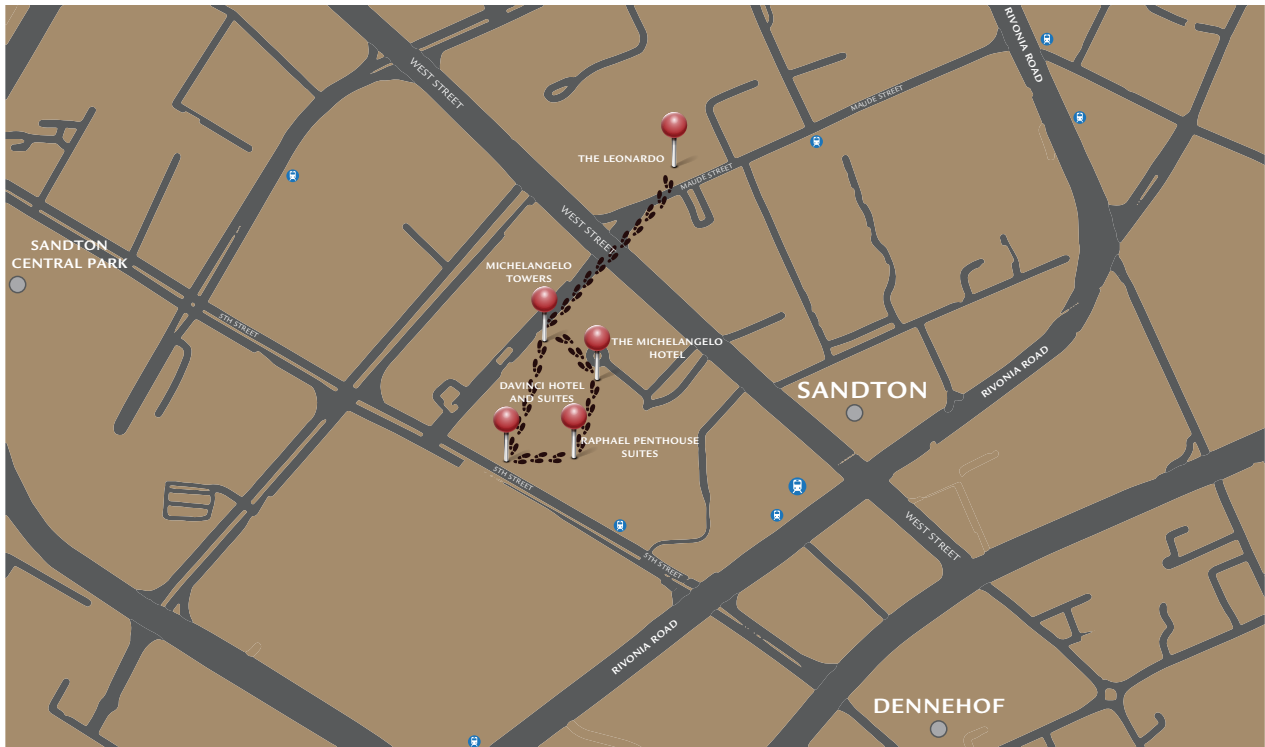 RIVONIA ROAD
WEST STREET
MAUDE STREET
THE LEONARDO
MAUDE STREET
WEST STREET
SANDTON
CENTRAL PARK
MICHELANGELO
TOWERS
5TH STREET
THE MICHELANGELO
HOTEL
RIVONIA ROAD
DAVINCI HOTEL
AND SUITES
SANDTON
RAPHAEL PENTHOUSE
SUITES
5TH STREET
WEST STREET
5TH STREET
RIVONIA ROAD
DENNEHOF